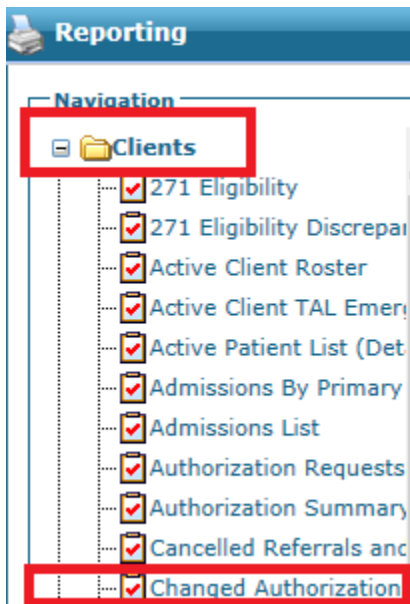 Reporting
Navigation
Clients
271 Eligibility
271 Eligibility Discrepar
Active Client Roster
Active Client TAL Emer
Active Patient List (Det
Admissions By Primary
Admissions List
Authorization Requests
Authorization Summary
Cancelled Referrals and
Changed Authorization